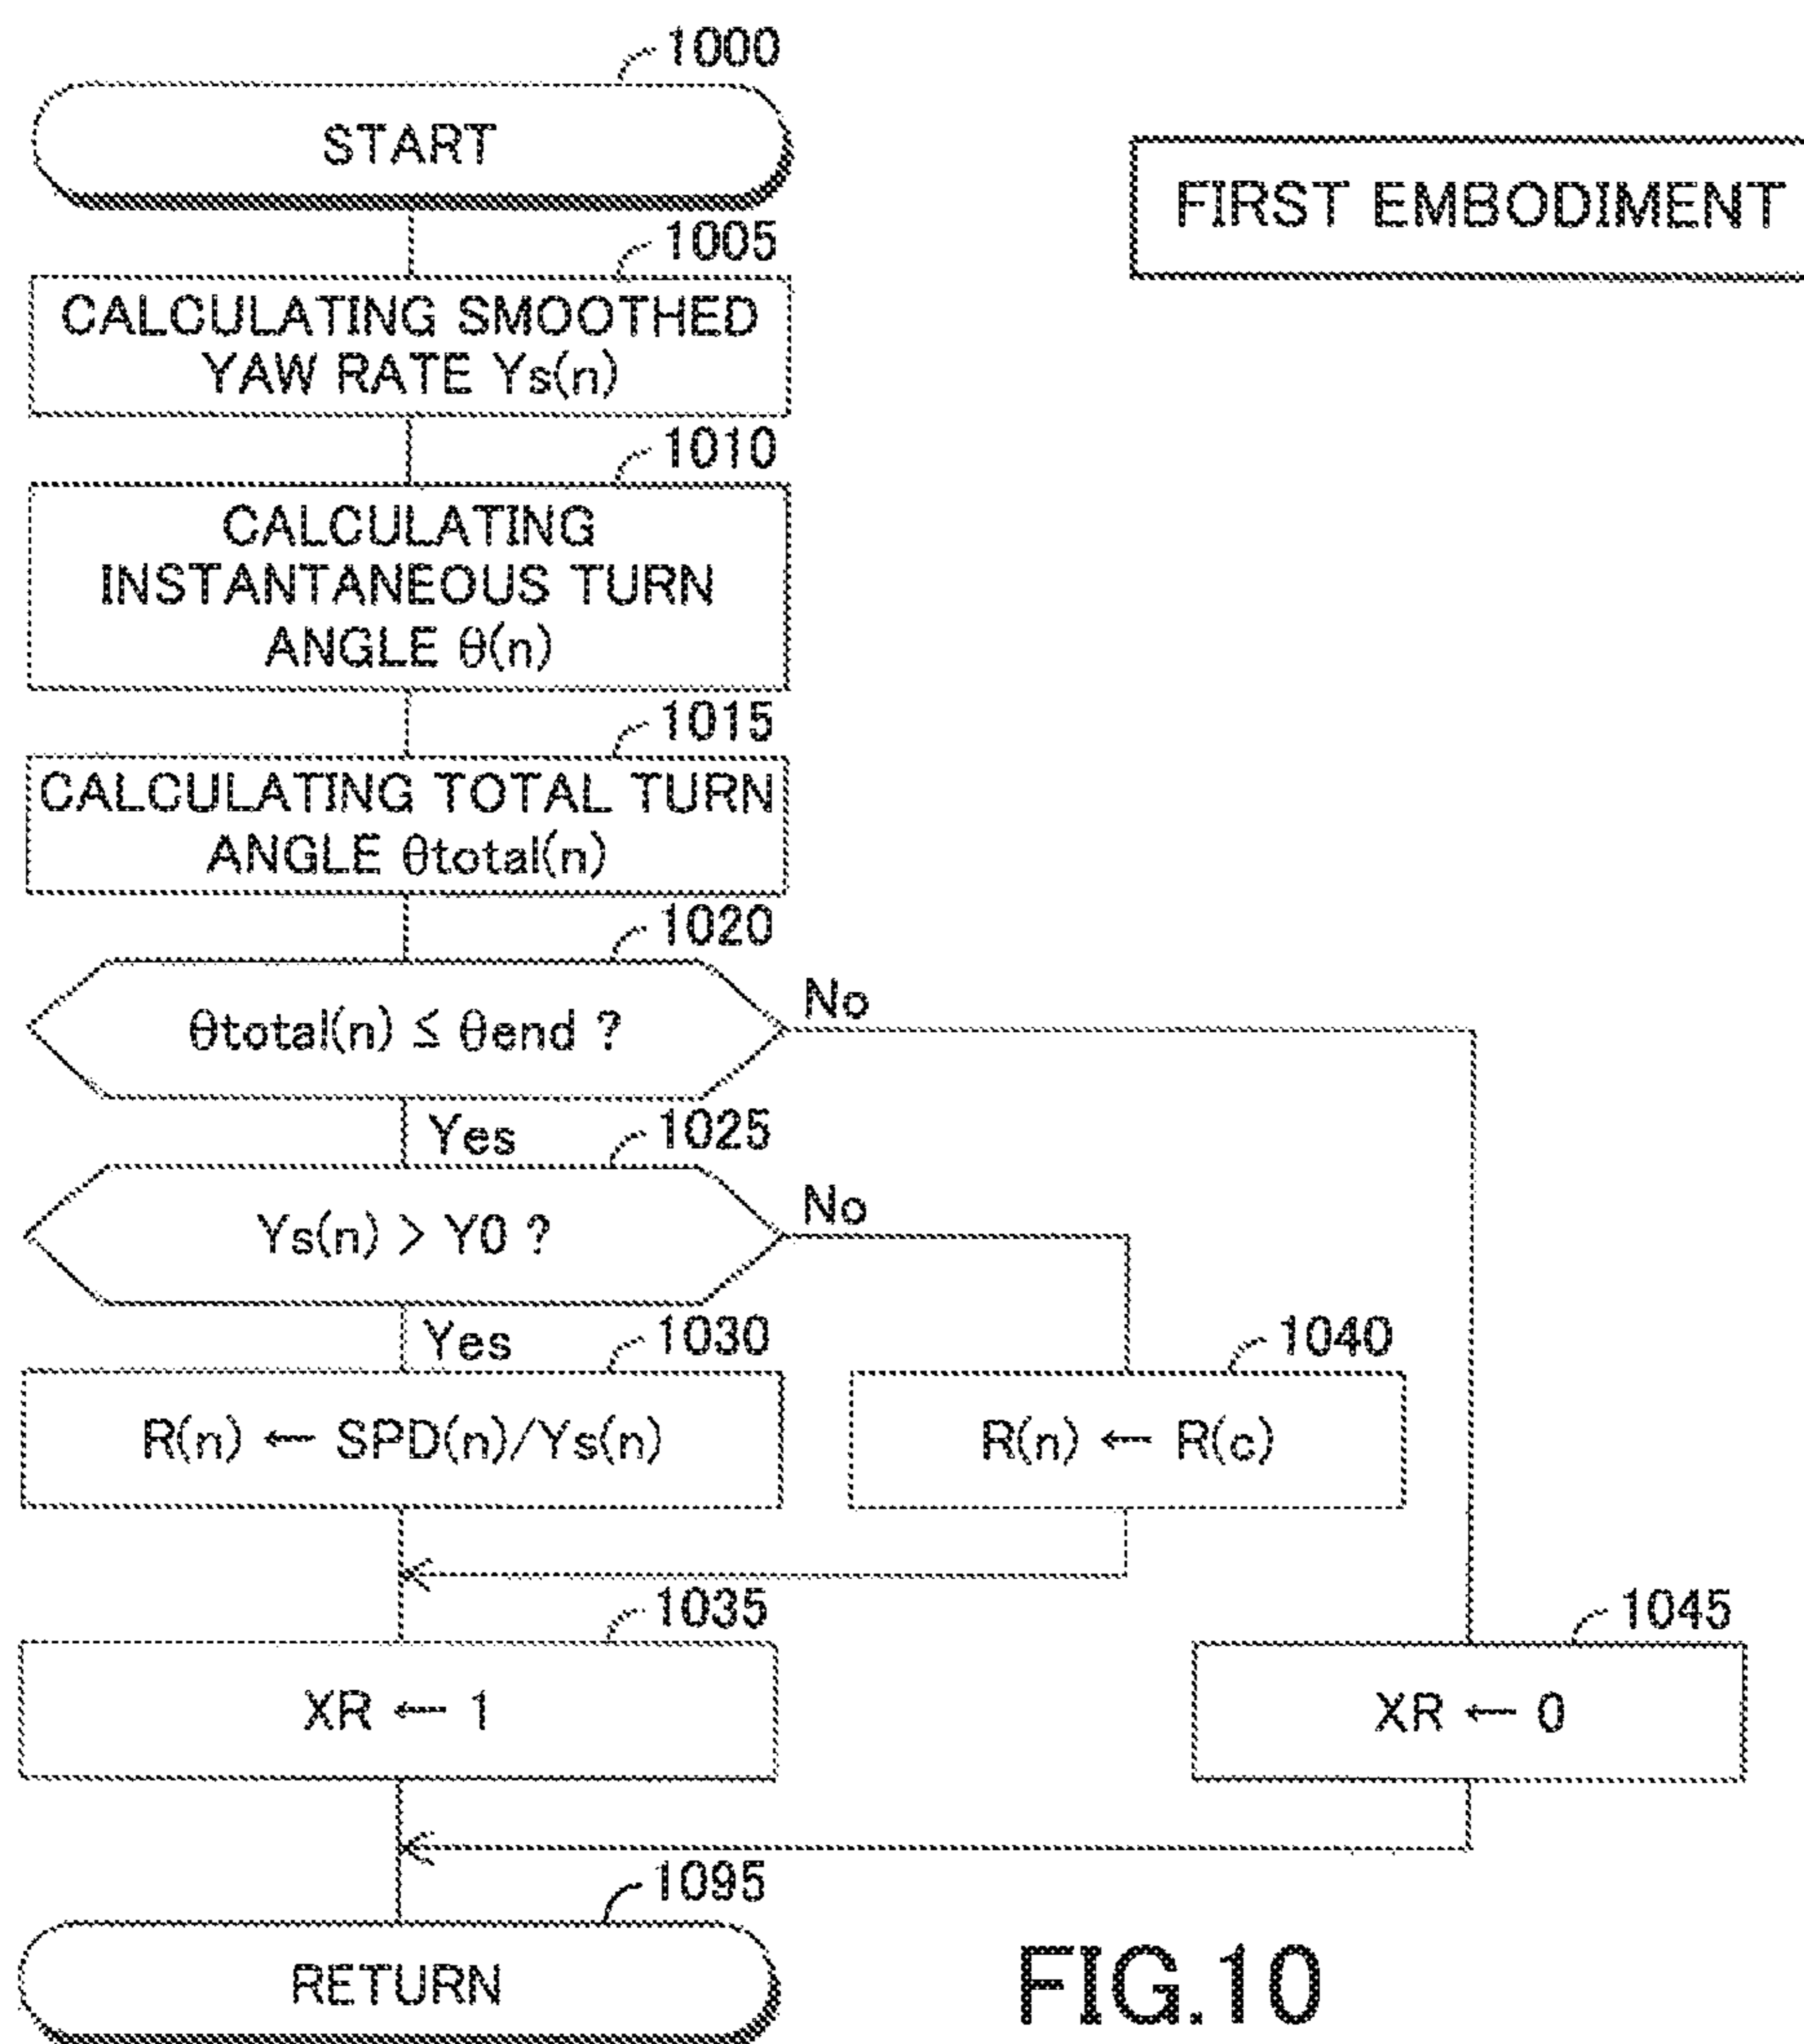 1000
START
FIRST EMBODIMENT
1005
CALCULATING SMOOTHED
YAW RATE Ys(n)
1010
CALCULATING
INSTANTANEOUS TURN
ANGLE θ(n)
1015
CALCULATING TOTAL TURN
ANGLE θtotal(n)
1020
θtotal(n) ≤ θend ?
No
Yes
1025
Ys(n) > Y0 ?
No
Yes
1030
R(n) ← SPD(n)/Ys(n)
1040
R(n) ← R(c)
1035
XR ← 1
1045
XR ← 0
1095
RETURN
FIG.10